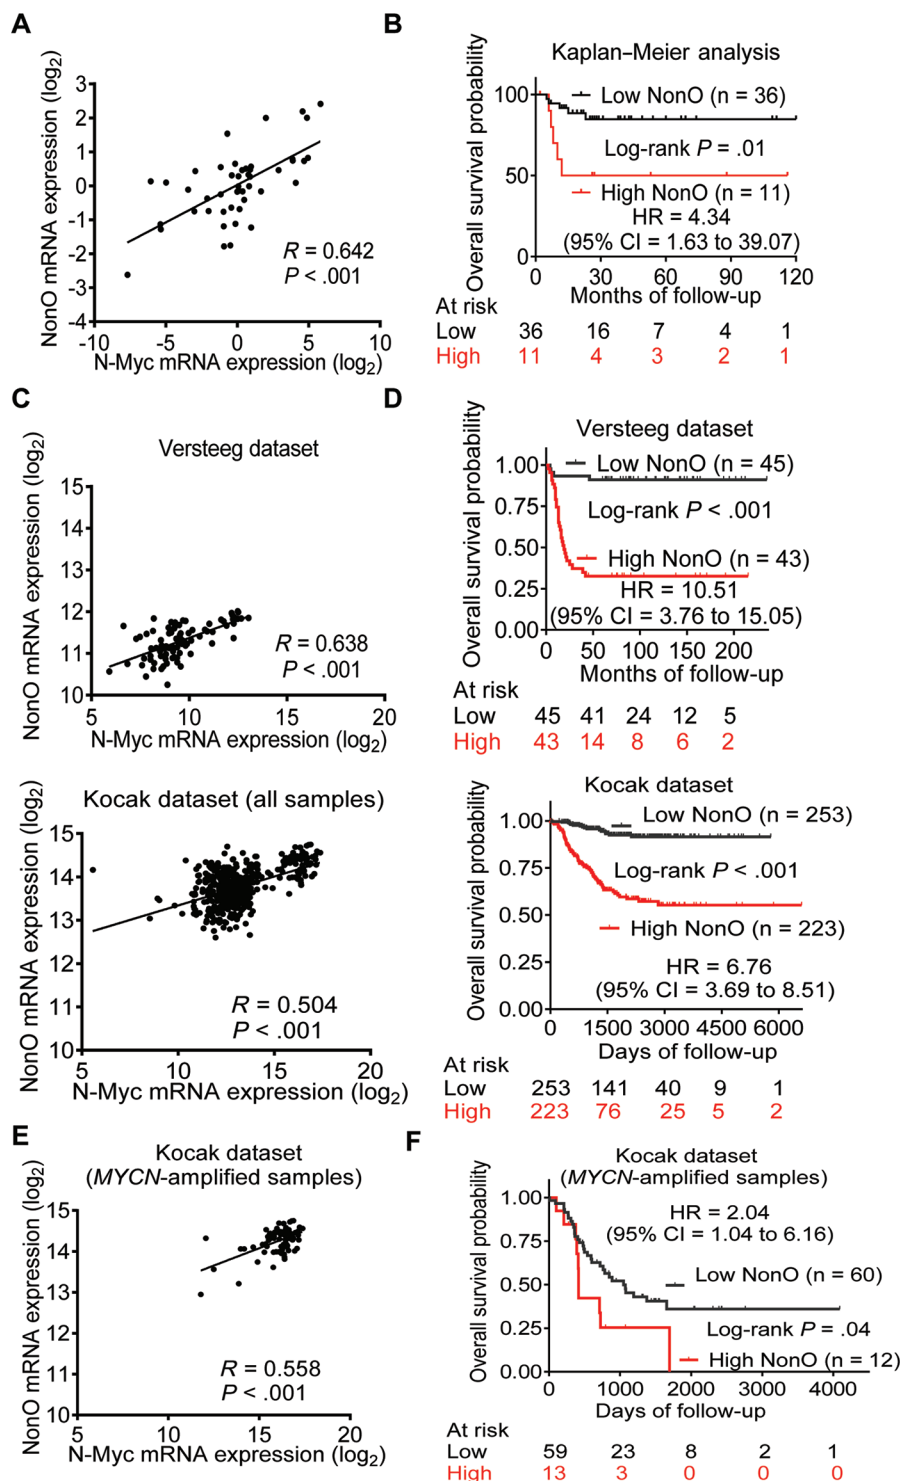 A
NonO mRNA expression (log2)
3
2
1
0
-1
-2
-3
-4
R = 0.642
P < .001
-10 -5 0 5 10
N-Myc mRNA expression (log2)
B
Kaplan–Meier analysis
Overall survival probability
100
50
0
Low NonO (n = 36)
Log-rank P = .01
High NonO (n = 11)
HR = 4.34
(95% CI = 1.63 to 39.07)
0 30 60 90 120
Months of follow-up
At risk
Low 36 16 7 4 1
High 11 4 3 2 1
C
Versteeg dataset
NonO mRNA expression (log2)
15
14
13
12
11
10
R = 0.638
P < .001
5 10 15 20
N-Myc mRNA expression (log2)
Kocak dataset (all samples)
NonO mRNA expression (log2)
15
14
13
12
11
10
R = 0.504
P < .001
5 10 15 20
N-Myc mRNA expression (log2)
D
Versteeg dataset
Overall survival probability
1.00
0.75
0.50
0.25
0.00
Low NonO (n = 45)
Log-rank P < .001
High NonO (n = 43)
HR = 10.51
(95% CI = 3.76 to 15.05)
0 50 100 150 200
Months of follow-up
At risk
Low 45 41 24 12 5
High 43 14 8 6 2
Kocak dataset
Overall survival probability
1.00
0.75
0.50
0.25
0.00
Low NonO (n = 253)
Log-rank P < .001
High NonO (n = 223)
HR = 6.76
(95% CI = 3.69 to 8.51)
0 1500 3000 4500 6000
Days of follow-up
At risk
Low 253 141 40 9 1
High 223 76 25 5 2
E
Kocak dataset
(MYCN-amplified samples)
NonO mRNA expression (log2)
15
14
13
12
11
10
R = 0.558
P < .001
5 10 15 20
N-Myc mRNA expression (log2)
F
Kocak dataset
(MYCN-amplified samples)
Overall survival probability
1.00
0.75
0.50
0.25
0.00
HR = 2.04
(95% CI = 1.04 to 6.16)
Low NonO (n = 60)
Log-rank P = .04
High NonO (n = 12)
0 1000 2000 3000 4000
Days of follow-up
At risk
Low 59 23 8 2 1
High 13 3 0 0 0